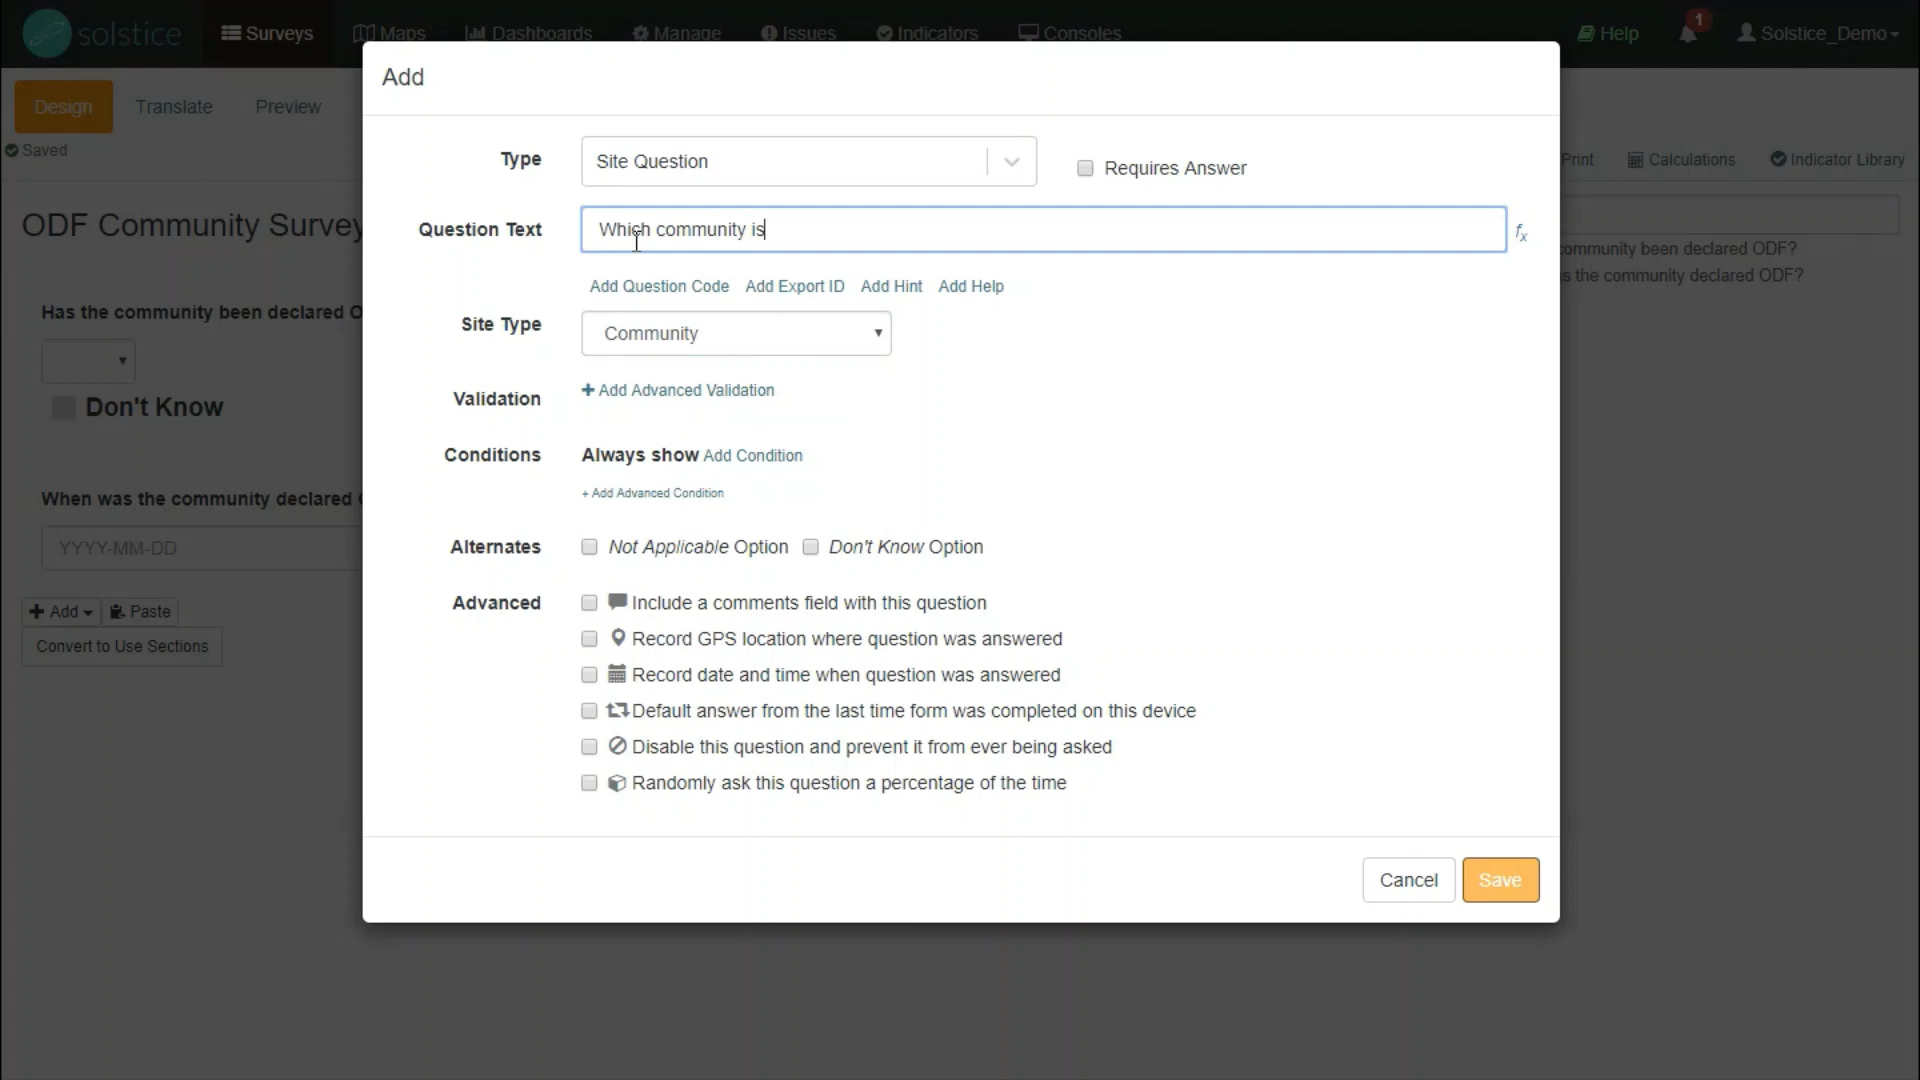 solstice Surveys Maps Dashboards Manage Issues Indicators Consoles Help 1 Solstice_Demo
Add
Design Translate Preview
Saved
Print Calculations Indicator Library
Type Site Question Requires Answer
ODF Community Survey
Question Text Which community is fx
ommunity been declared ODF?
s the community declared ODF?
Add Question Code Add Export ID Add Hint Add Help
Has the community been declared O
Site Type Community
Don't Know
Validation + Add Advanced Validation
Conditions Always show Add Condition
+ Add Advanced Condition
When was the community declared
YYYY-MM-DD
Alternates Not Applicable Option Don't Know Option
+ Add Paste
Convert to Use Sections
Advanced Include a comments field with this question
Record GPS location where question was answered
Record date and time when question was answered
Default answer from the last time form was completed on this device
Disable this question and prevent it from ever being asked
Randomly ask this question a percentage of the time
Cancel Save